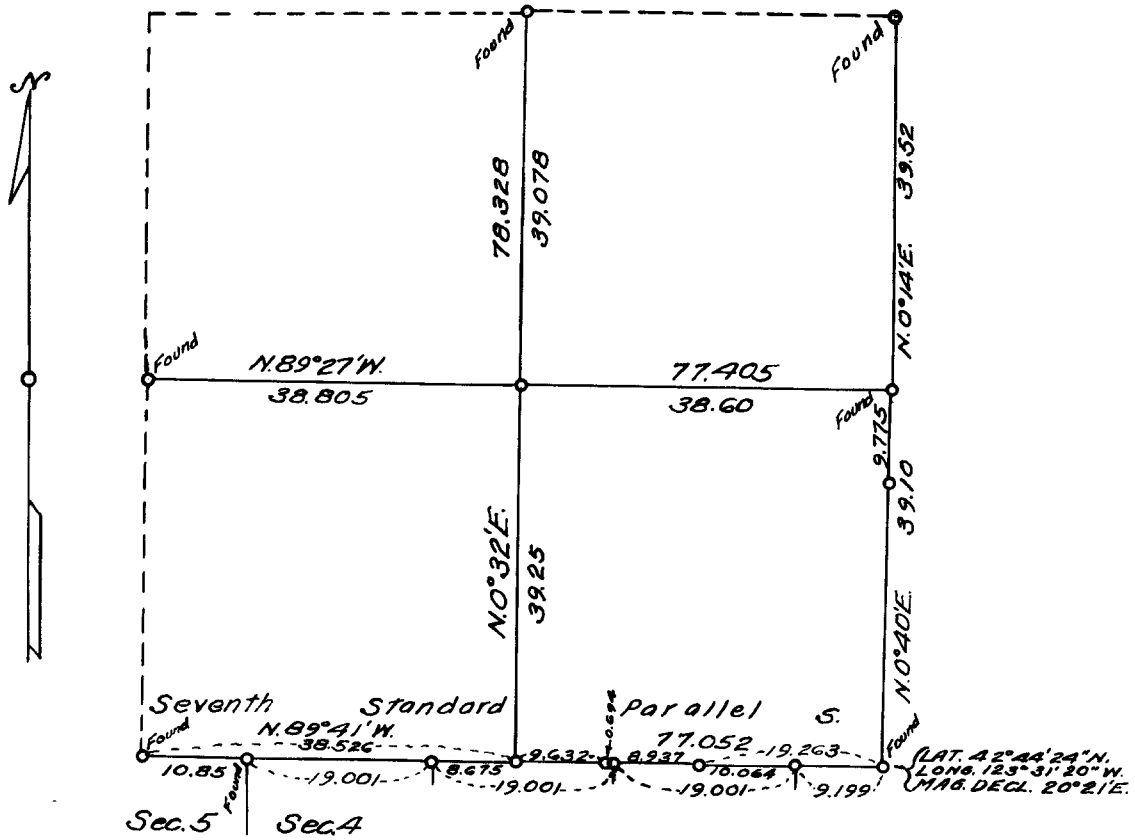 N
Found
Found
78.328
39.078
39.52
N.0°14'E.
Found
N.89°27'W.
38.805
77.405
38.60
Found
9.775
39.10
N.0°32'E.
39.25
N.0°40'E.
Seventh Standard Parallel S.
Found
N.89°41'W.
38.526
77.052
19.263
0.694
Found
10.85
Found
19.001
8.675
9.632
19.001
8.937
10.064
19.001
9.199
LAT. 42°44'24"N.
LONG. 123°31'20"W.
MAG. DECL. 20°21'E.
Sec.5 Sec.4